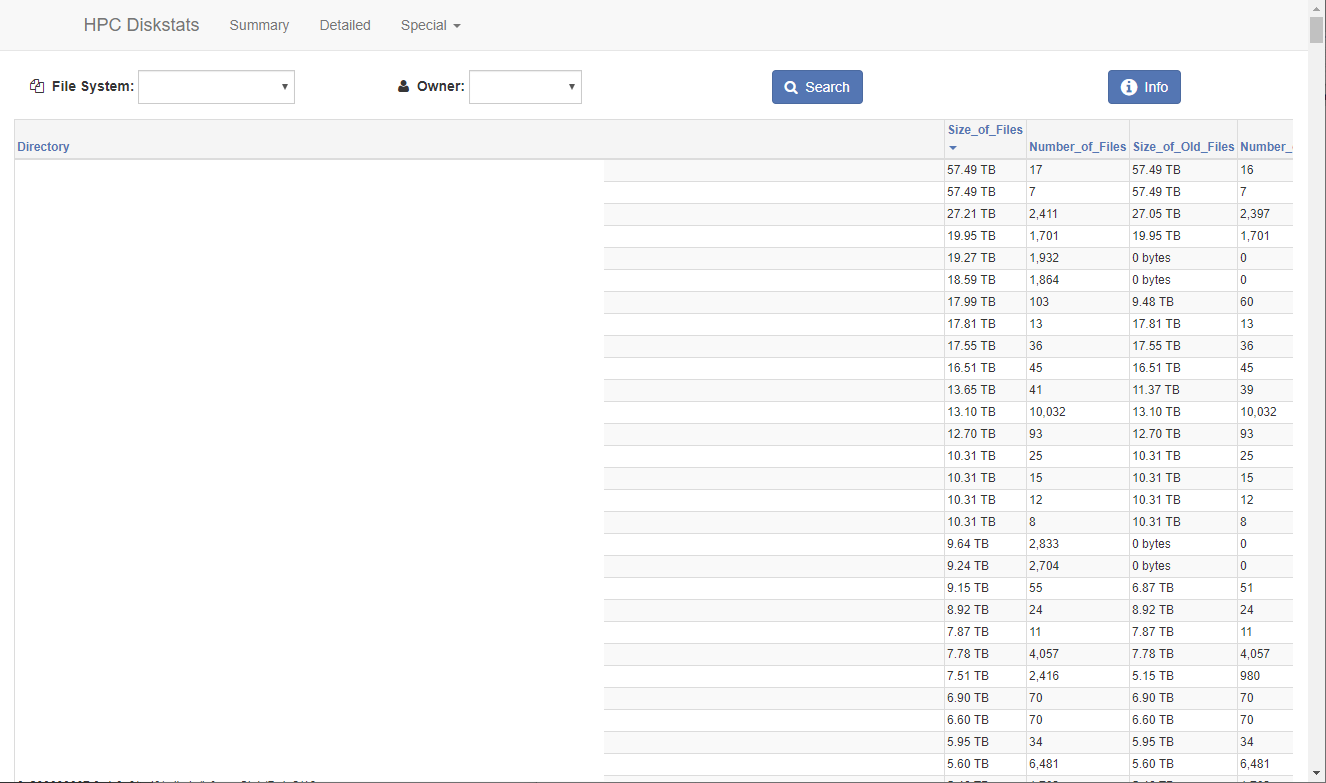 HPC Diskstats Summary Detailed Special
File System: Owner: Search Info
Size_of_Files
Directory Number_of_Files Size_of_Old_Files Number_
57.49 TB 17 57.49 TB 16
57.49 TB 7 57.49 TB 7
27.21 TB 2,411 27.05 TB 2,397
19.95 TB 1,701 19.95 TB 1,701
19.27 TB 1,932 0 bytes 0
18.59 TB 1,864 0 bytes 0
17.99 TB 103 9.48 TB 60
17.81 TB 13 17.81 TB 13
17.55 TB 36 17.55 TB 36
16.51 TB 45 16.51 TB 45
13.65 TB 41 11.37 TB 39
13.10 TB 10,032 13.10 TB 10,032
12.70 TB 93 12.70 TB 93
10.31 TB 25 10.31 TB 25
10.31 TB 15 10.31 TB 15
10.31 TB 12 10.31 TB 12
10.31 TB 8 10.31 TB 8
9.64 TB 2,833 0 bytes 0
9.24 TB 2,704 0 bytes 0
9.15 TB 55 6.87 TB 51
8.92 TB 24 8.92 TB 24
7.87 TB 11 7.87 TB 11
7.78 TB 4,057 7.78 TB 4,057
7.51 TB 2,416 5.15 TB 980
6.90 TB 70 6.90 TB 70
6.60 TB 70 6.60 TB 70
5.95 TB 34 5.95 TB 34
5.60 TB 6,481 5.60 TB 6,481